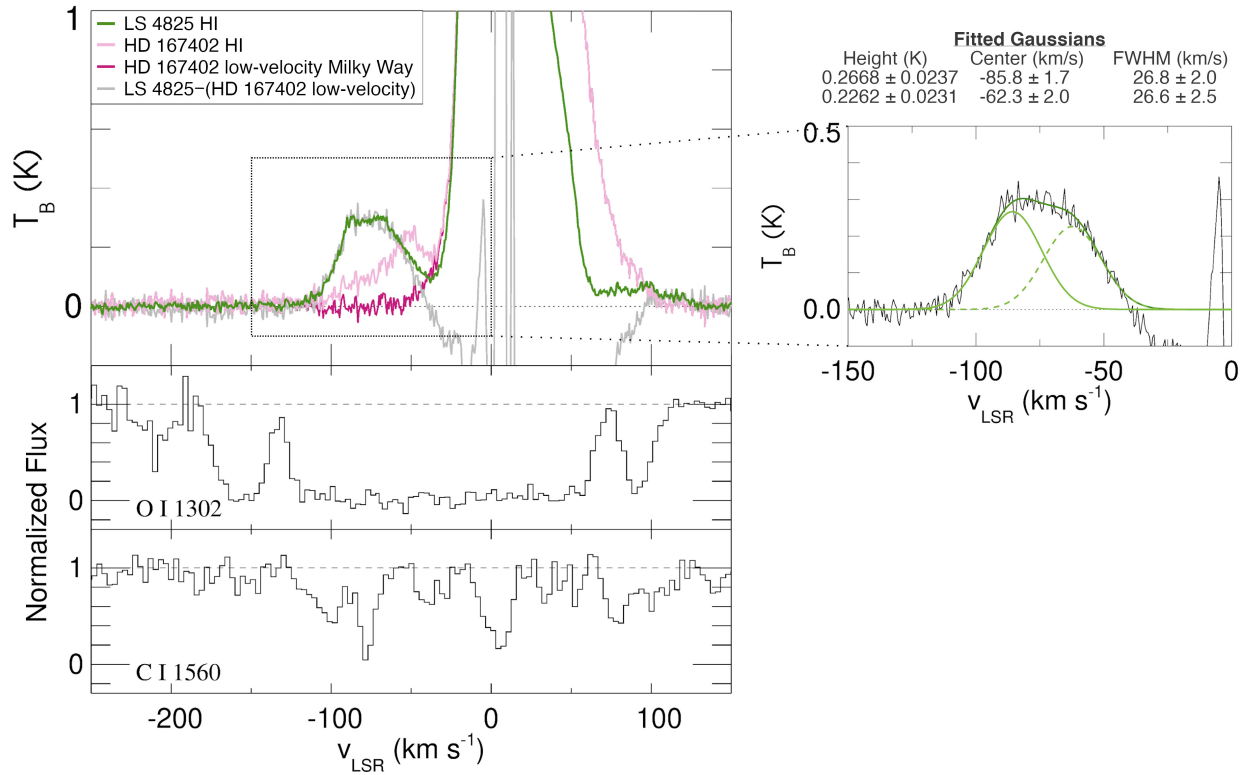 1
LS 4825 HI
HD 167402 HI
HD 167402 low-velocity Milky Way
LS 4825−(HD 167402 low-velocity)
T_B (K)
0
Fitted Gaussians
Height (K) Center (km/s) FWHM (km/s)
0.2668 ± 0.0237 -85.8 ± 1.7 26.8 ± 2.0
0.2262 ± 0.0231 -62.3 ± 2.0 26.6 ± 2.5
0.5
T_B (K)
0.0
-150 -100 -50 0
v_LSR (km s⁻¹)
Normalized Flux
1
0
O I 1302
1
0
C I 1560
-200 -100 0 100
v_LSR (km s⁻¹)